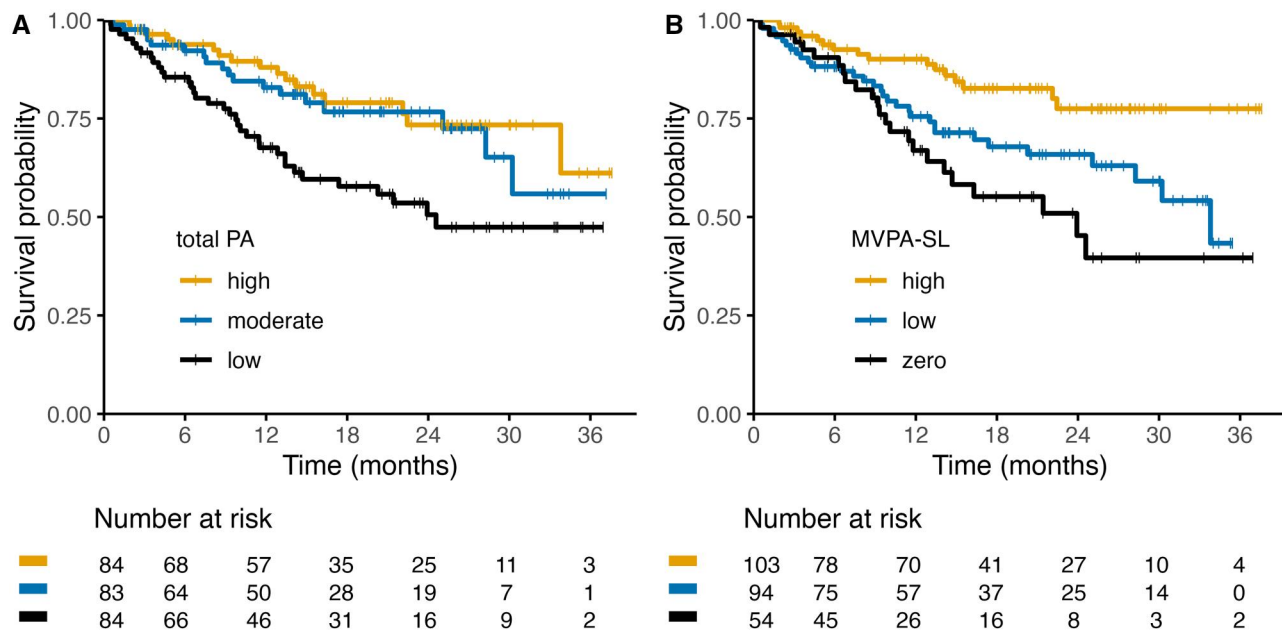 A
Survival probability
1.00
0.75
0.50
0.25
0.00
total PA
high
moderate
low
0 6 12 18 24 30 36
Time (months)
Number at risk
84 68 57 35 25 11 3
83 64 50 28 19 7 1
84 66 46 31 16 9 2
B
Survival probability
1.00
0.75
0.50
0.25
0.00
MVPA-SL
high
low
zero
0 6 12 18 24 30 36
Time (months)
Number at risk
103 78 70 41 27 10 4
94 75 57 37 25 14 0
54 45 26 16 8 3 2